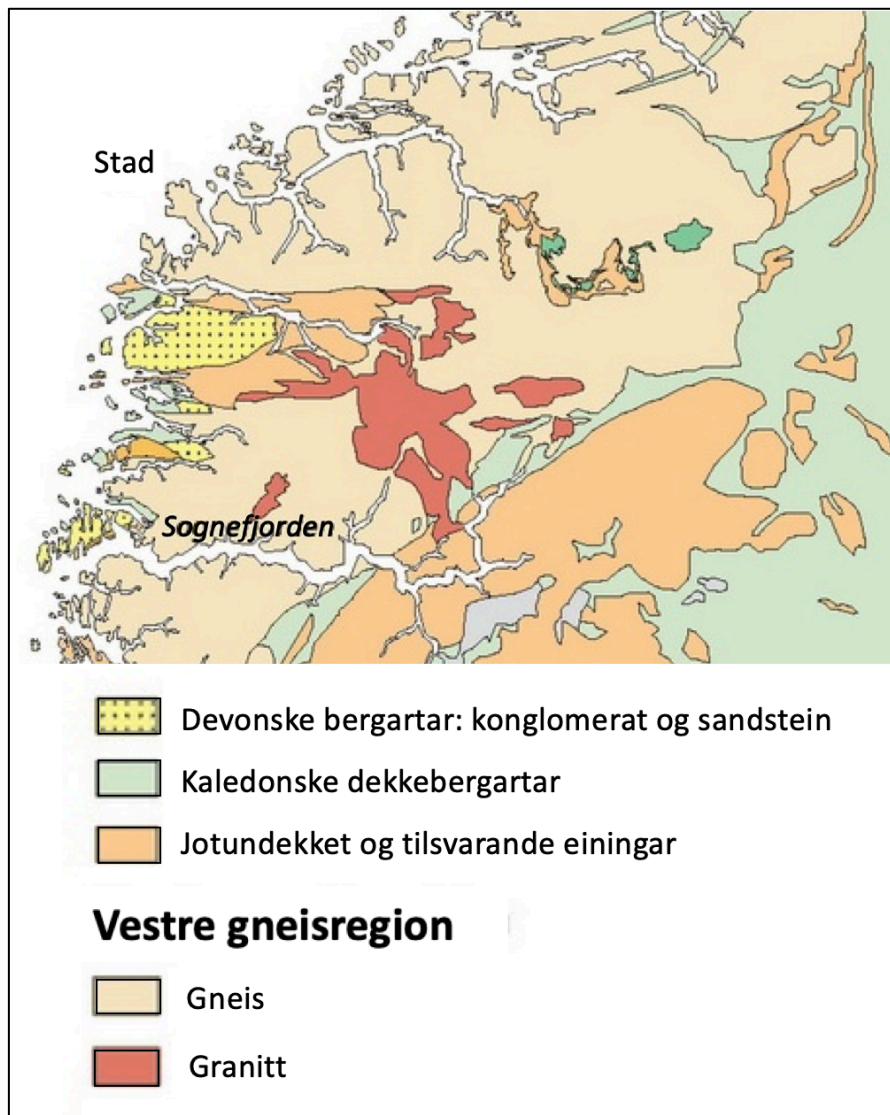 Stad
Sognefjorden
Devonske bergartar: konglomerat og sandstein
Kaledonske dekkebergartar
Jotundekket og tilsvarande einingar
Vestre gneisregion
Gneis
Granitt